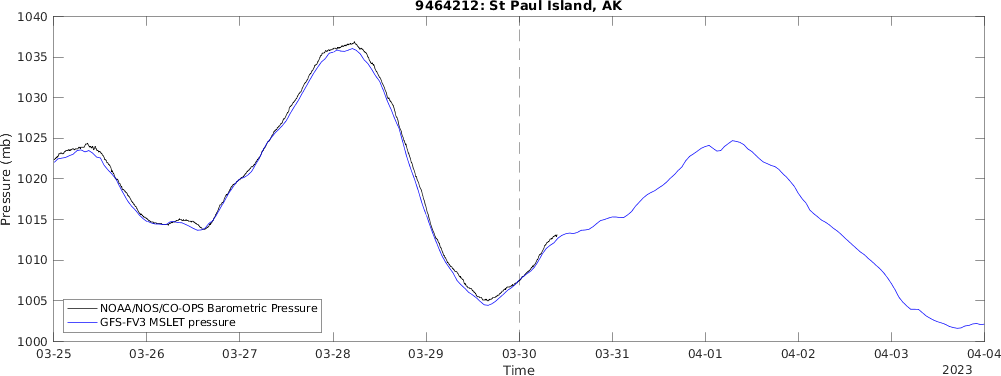 9464212: St Paul Island, AK
Pressure (mb)
1040
1035
1030
1025
1020
1015
1010
1005
1000
NOAA/NOS/CO-OPS Barometric Pressure
GFS-FV3 MSLET pressure
03-25 03-26 03-27 03-28 03-29 03-30 03-31 04-01 04-02 04-03 04-04
Time
2023